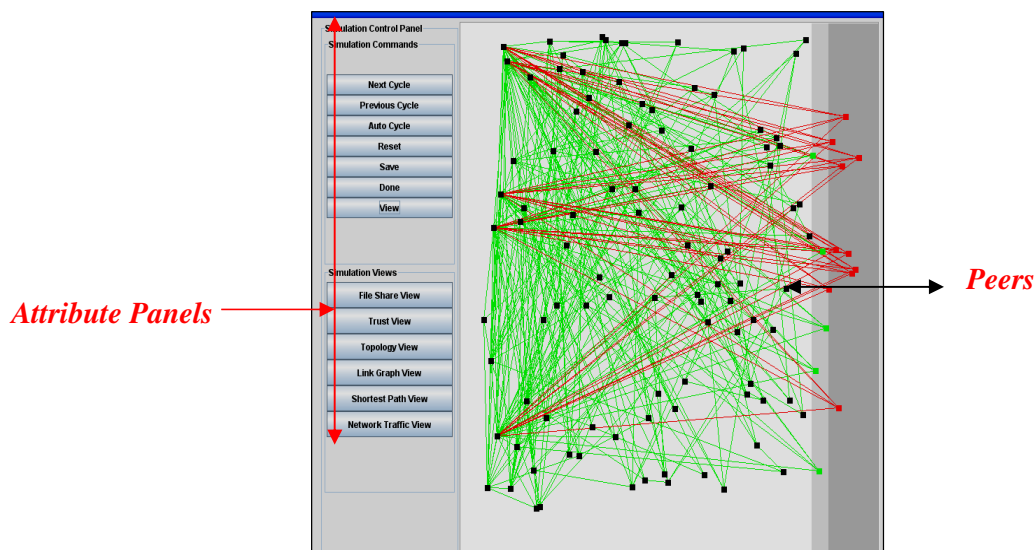 Simulation Control Panel
Simulation Commands
Next Cycle
Previous Cycle
Auto Cycle
Reset
Save
Done
View
Simulation Views
File Share View
Trust View
Topology View
Link Graph View
Shortest Path View
Network Traffic View
Attribute Panels
Peers